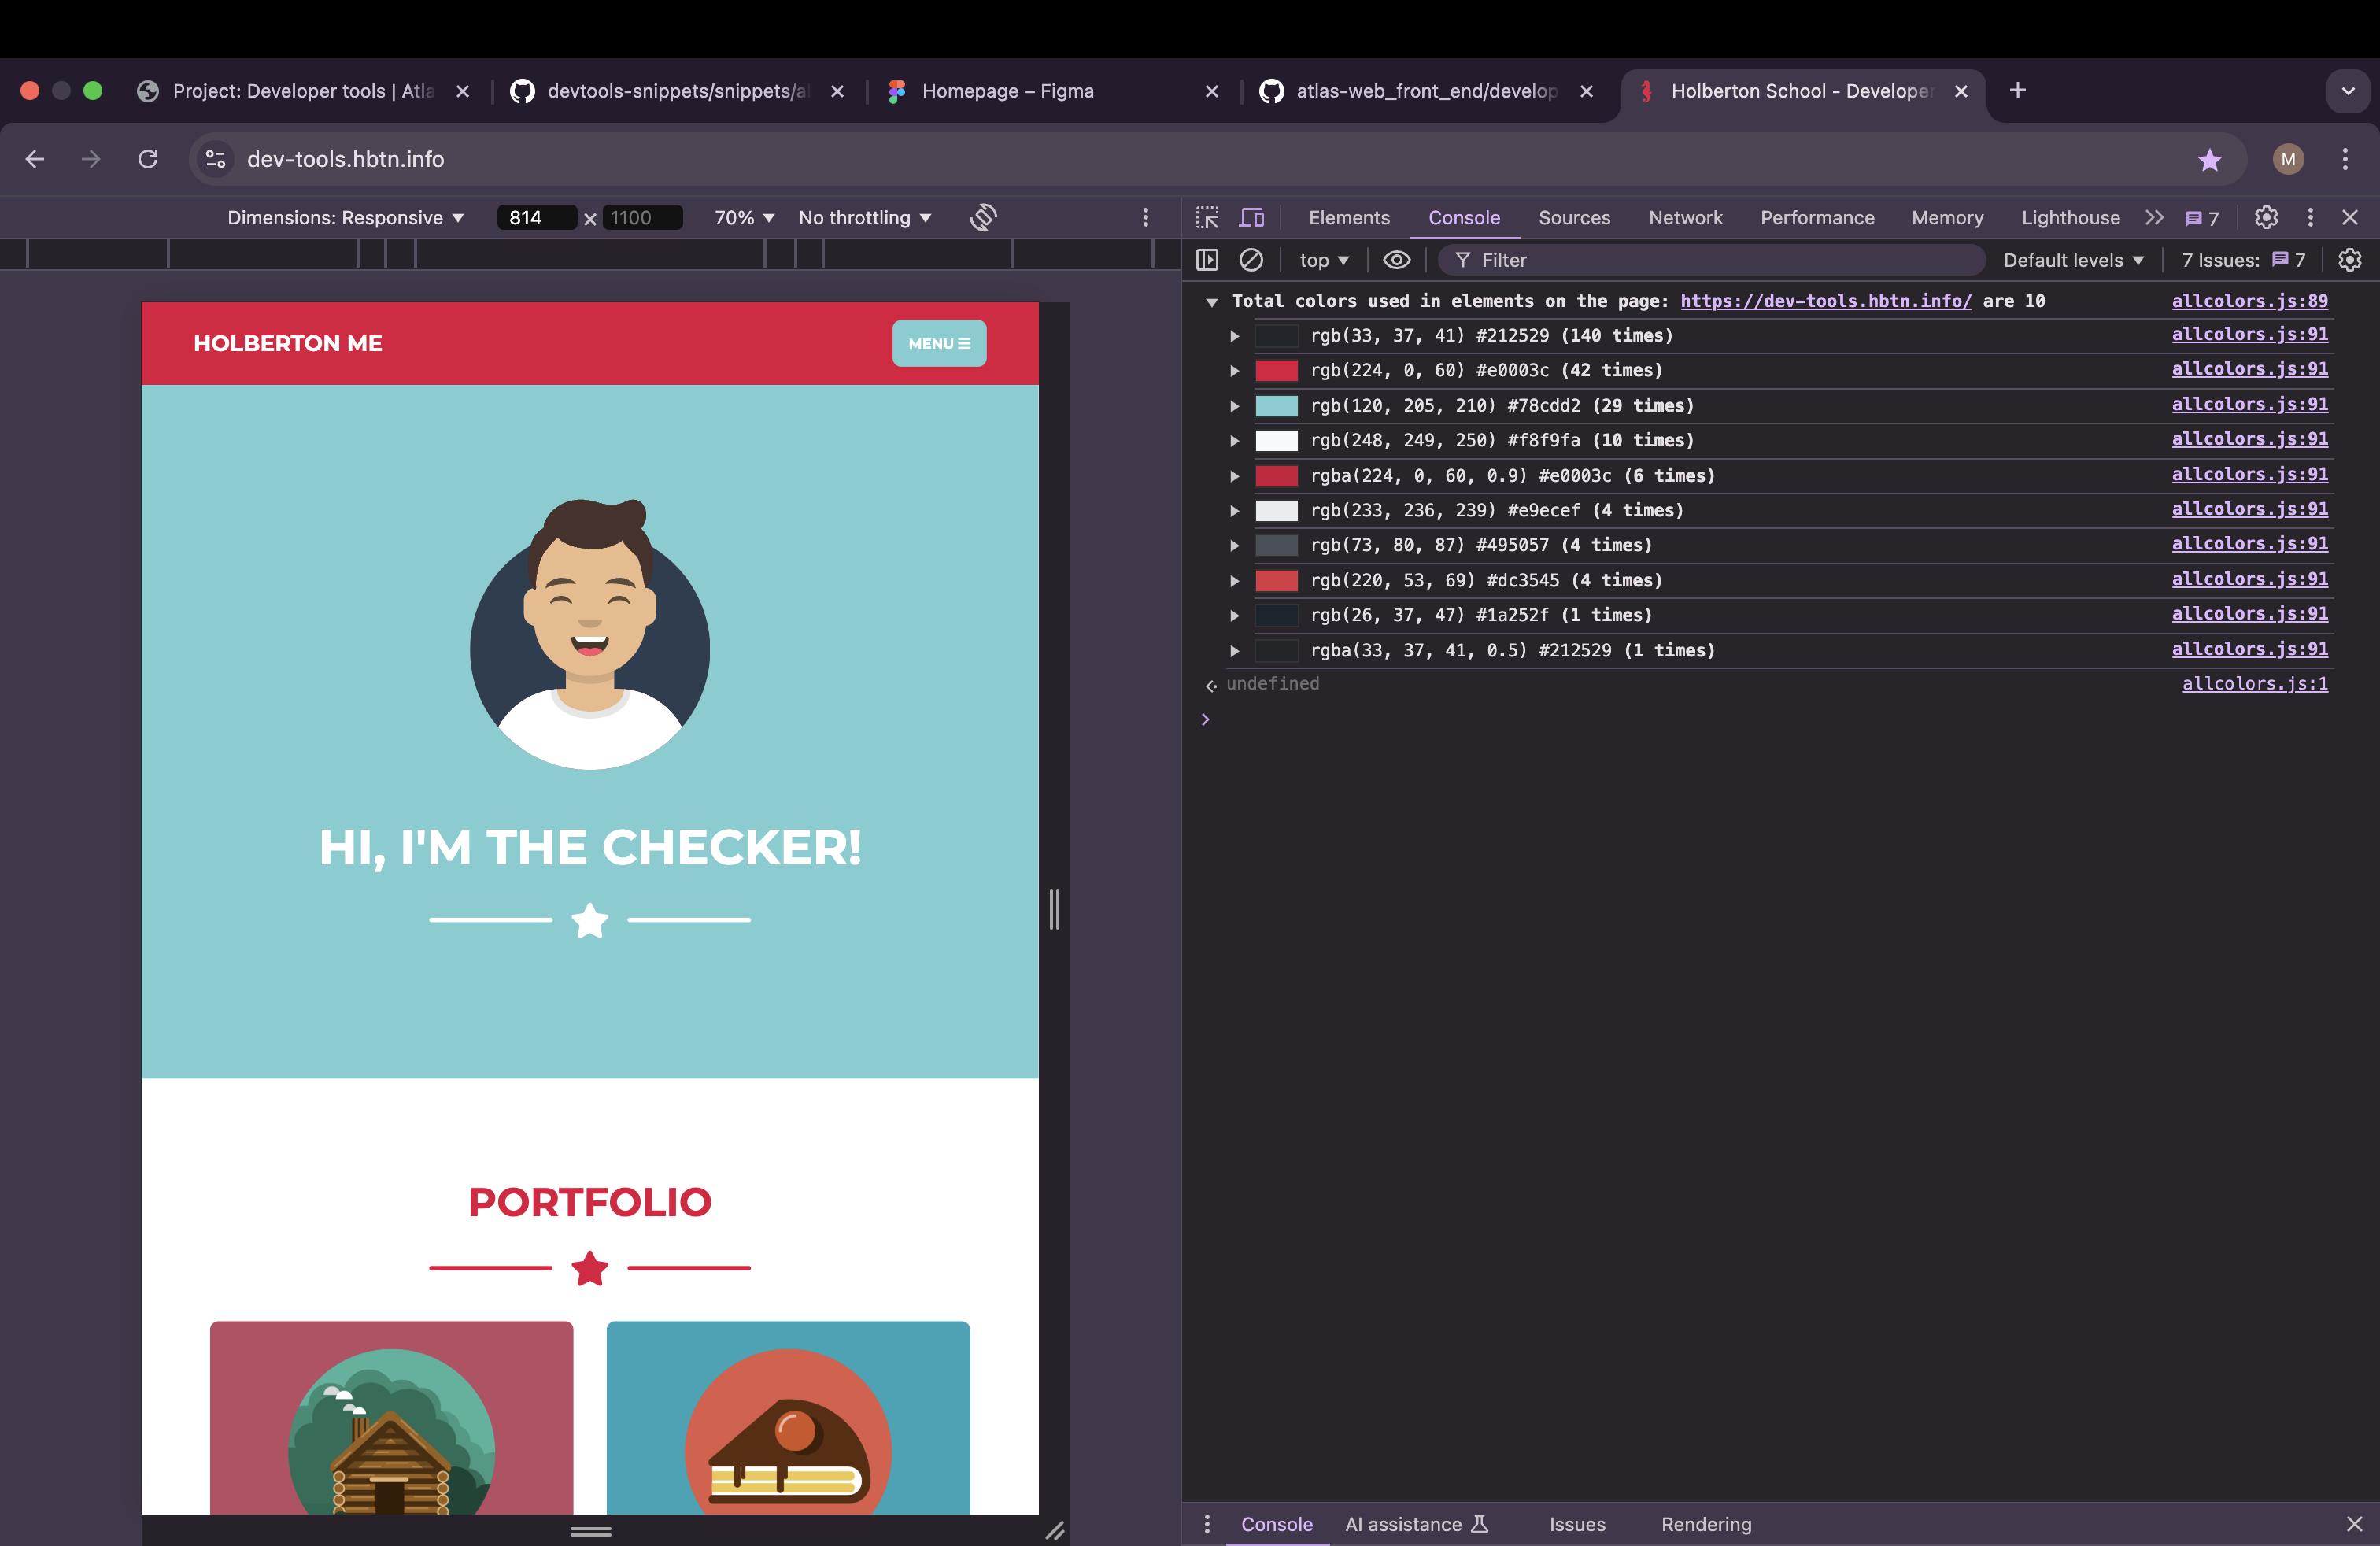 Project: Developer tools | Atla
devtools-snippets/snippets/al
Homepage – Figma
atlas-web_front_end/develop
Holberton School - Developer
dev-tools.hbtn.info
M
Dimensions: Responsive
814 x 1100
70%
No throttling
Elements
Console
Sources
Network
Performance
Memory
Lighthouse
7
top
Filter
Default levels
7 Issues: 7
HOLBERTON ME
MENU
HI, I'M THE CHECKER!
PORTFOLIO
Total colors used in elements on the page: https://dev-tools.hbtn.info/ are 10 allcolors.js:89
rgb(33, 37, 41) #212529 (140 times) allcolors.js:91
rgb(224, 0, 60) #e0003c (42 times) allcolors.js:91
rgb(120, 205, 210) #78cdd2 (29 times) allcolors.js:91
rgb(248, 249, 250) #f8f9fa (10 times) allcolors.js:91
rgba(224, 0, 60, 0.9) #e0003c (6 times) allcolors.js:91
rgb(233, 236, 239) #e9ecef (4 times) allcolors.js:91
rgb(73, 80, 87) #495057 (4 times) allcolors.js:91
rgb(220, 53, 69) #dc3545 (4 times) allcolors.js:91
rgb(26, 37, 47) #1a252f (1 times) allcolors.js:91
rgba(33, 37, 41, 0.5) #212529 (1 times) allcolors.js:91
undefined allcolors.js:1
Console
AI assistance
Issues
Rendering